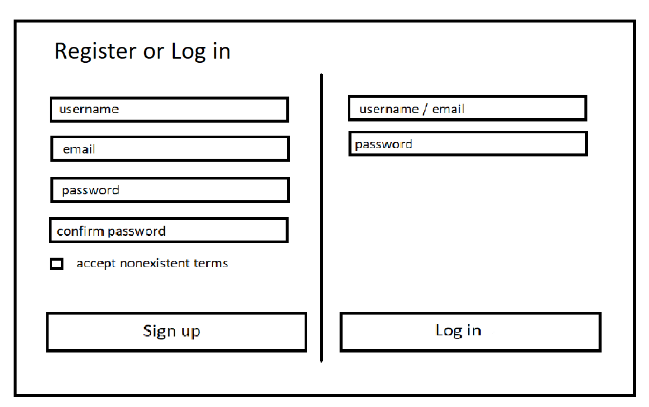 Register or Log in
username
email
password
confirm password
accept nonexistent terms
Sign up
username / email
password
Log in